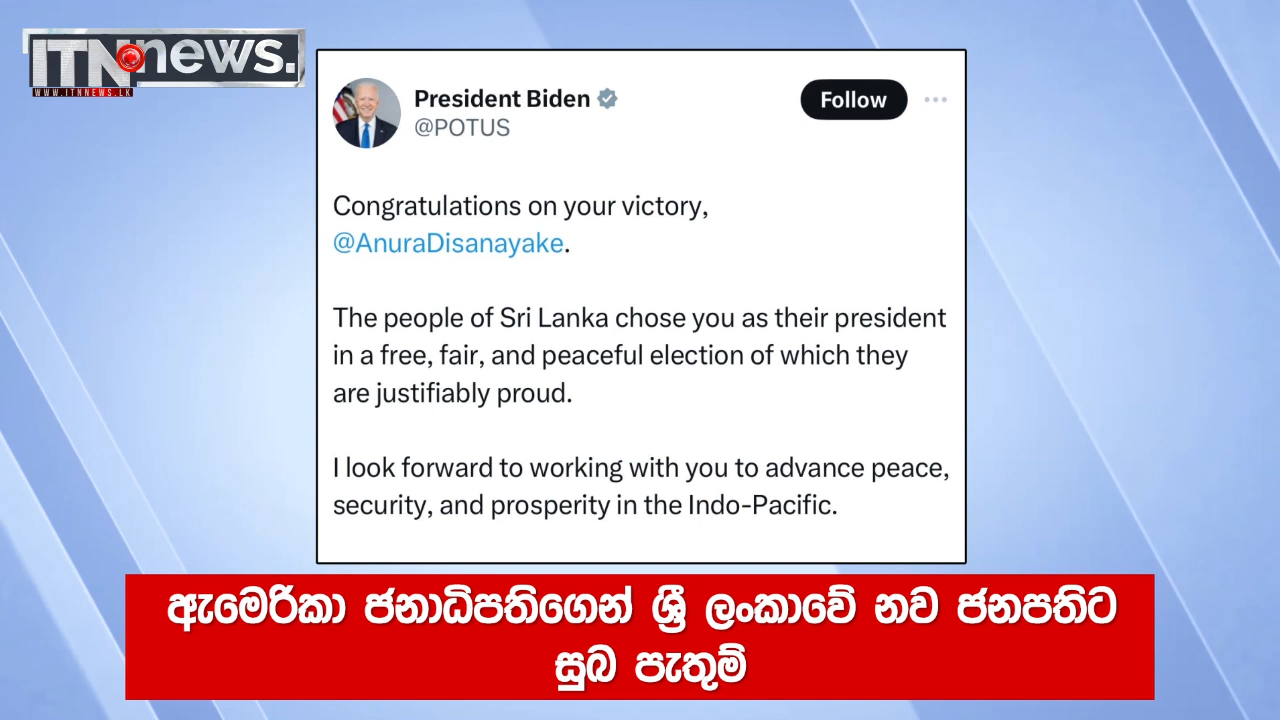 ITN news.
WWW.ITNNEWS.LK
President Biden
@POTUS
Follow
Congratulations on your victory,
@AnuraDisanayake.
The people of Sri Lanka chose you as their president
in a free, fair, and peaceful election of which they
are justifiably proud.
I look forward to working with you to advance peace,
security, and prosperity in the Indo-Pacific.
ඇමෙරිකා ජනාධිපතිගෙන් ශ්‍රී ලංකාවේ නව ජනපතිට
සුබ පැතුම්